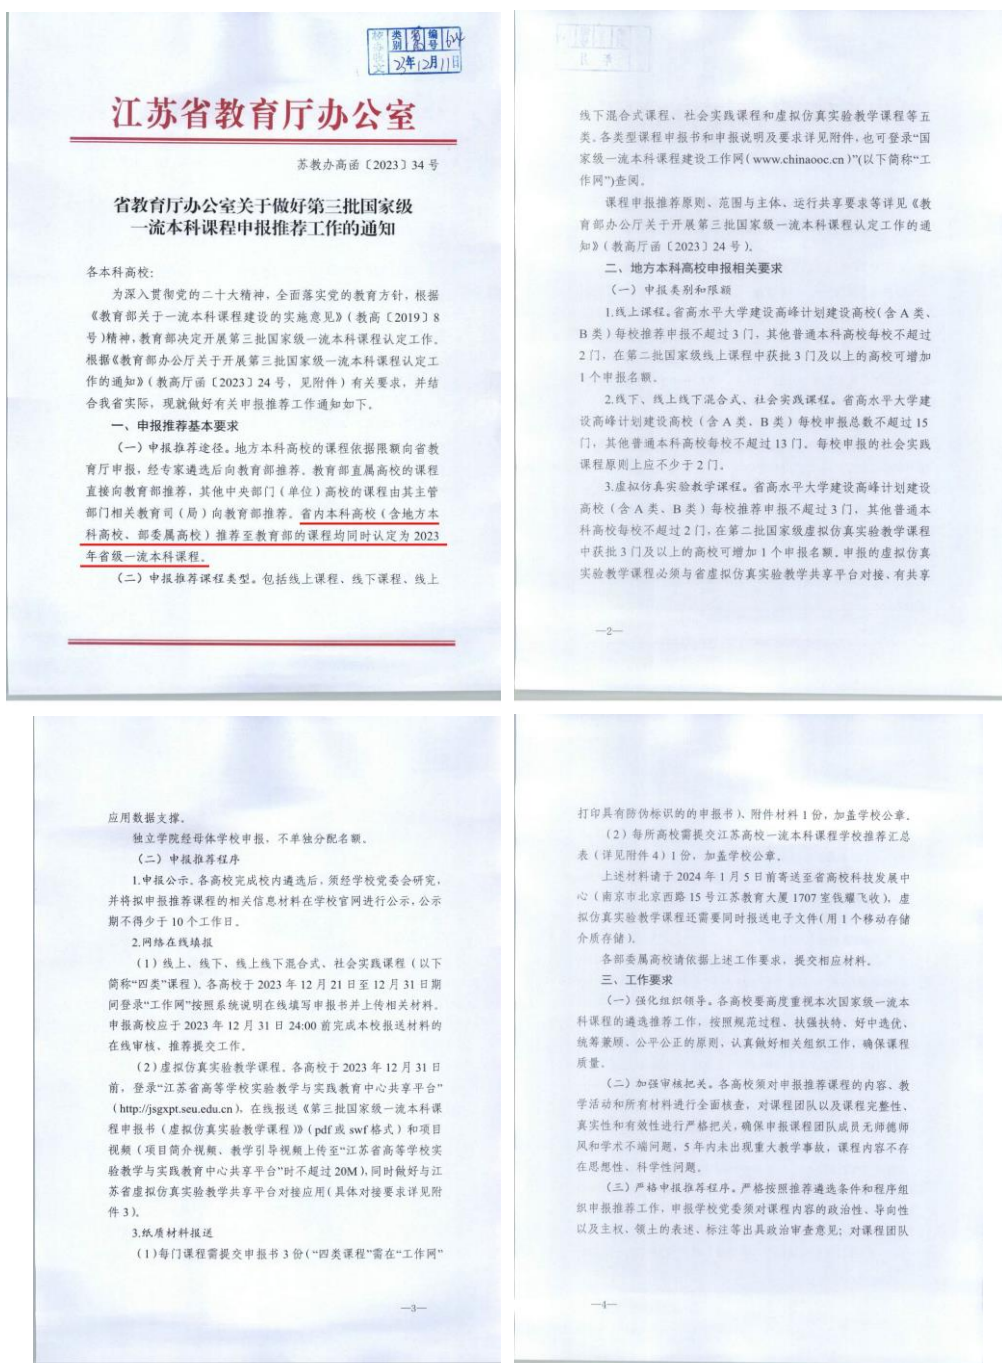 类别 编号
23年12月11日
江苏省教育厅办公室
苏教办高函〔2023〕34 号
省教育厅办公室关于做好第三批国家级
一流本科课程申报推荐工作的通知
各本科高校:
为深入贯彻党的二十大精神,全面落实党的教育方针,根据
《教育部关于一流本科课程建设的实施意见》(教高〔2019〕8
号)精神,教育部决定开展第三批国家级一流本科课程认定工作。
根据《教育部办公厅关于开展第三批国家级一流本科课程认定工
作的通知》(教高厅函〔2023〕24 号,见附件)有关要求,并结
合我省实际,现就做好有关申报推荐工作通知如下。
一、申报推荐基本要求
(一)申报推荐途径。地方本科高校的课程依据限额向省教
育厅申报,经专家遴选后向教育部推荐。教育部直属高校的课程
直接向教育部推荐,其他中央部门(单位)高校的课程由其主管
部门相关教育司(局)向教育部推荐。省内本科高校(含地方本
科高校、部委属高校)推荐至教育部的课程均同时认定为 2023
年省级一流本科课程。
(二)申报推荐课程类型。包括线上课程、线下课程、线上
线下混合式课程、社会实践课程和虚拟仿真实验教学课程等五
类。各类型课程申报书和申报说明及要求详见附件,也可登录“国
家级一流本科课程建设工作网(www.chinaooc.cn)”(以下简称“工
作网”)查阅。
课程申报推荐原则、范围与主体、运行共享要求等详见《教
育部办公厅关于开展第三批国家级一流本科课程认定工作的通
知》(教高厅函〔2023〕24 号)。
二、地方本科高校申报相关要求
(一)申报类别和限额
1.线上课程。省高水平大学建设高峰计划建设高校(含 A 类、
B 类)每校推荐申报不超过 3 门,其他普通本科高校每校不超过
2 门,在第二批国家级线上课程中获批 3 门及以上的高校可增加
1 个申报名额。
2.线下、线上线下混合式、社会实践课程。省高水平大学建
设高峰计划建设高校(含 A 类、B 类)每校申报总数不超过 15
门,其他普通本科高校每校不超过 13 门。每校申报的社会实践
课程原则上应不少于 2 门。
3.虚拟仿真实验教学课程。省高水平大学建设高峰计划建设
高校(含 A 类、B 类)每校推荐申报不超过 3 门,其他普通本
科高校每校不超过 2 门,在第二批国家级虚拟仿真实验教学课程
中获批 3 门及以上的高校可增加 1 个申报名额。申报的虚拟仿真
实验教学课程必须与省虚拟仿真实验教学共享平台对接、有共享
—2—
应用数据支撑。
独立学院经母体学校申报,不单独分配名额。
(二)申报推荐程序
1.申报公示。各高校完成校内遴选后,须经学校党委会研究,
并将拟申报推荐课程的相关信息材料在学校官网进行公示,公示
期不得少于 10 个工作日。
2.网络在线填报
(1)线上、线下、线上线下混合式、社会实践课程(以下
简称“四类”课程)。各高校于 2023 年 12 月 21 日至 12 月 31 日期
间登录“工作网”按照系统说明在线填写申报书并上传相关材料。
申报高校应于 2023 年 12 月 31 日 24:00 前完成本校报送材料的
在线审核、推荐提交工作。
(2)虚拟仿真实验教学课程。各高校于 2023 年 12 月 31 日
前,登录“江苏省高等学校实验教学与实践教育中心共享平台”
(http://jsgxpt.seu.edu.cn),在线报送《第三批国家级一流本科课
程申报书(虚拟仿真实验教学课程)》(pdf 或 swf 格式)和项目
视频(项目简介视频、教学引导视频上传至“江苏省高等学校实
验教学与实践教育中心共享平台”时不超过 20M),同时做好与江
苏省虚拟仿真实验教学共享平台对接应用(具体对接要求详见附
件 3)。
3.纸质材料报送
(1)每门课程需提交申报书 3 份(“四类课程”需在“工作网”
—3—
打印具有防伪标识的的申报书)、附件材料 1 份,加盖学校公章。
(2)每所高校需提交江苏高校一流本科课程学校推荐汇总
表(详见附件 4)1 份,加盖学校公章。
上述材料请于 2024 年 1 月 5 日前寄送至省高校科技发展中
心(南京市北京西路 15 号江苏教育大厦 1707 室钱耀飞收),虚
拟仿真实验教学课程还需要同时报送电子文件(用 1 个移动存储
介质存储)。
各部委属高校请依据上述工作要求,提交相应材料。
三、工作要求
(一)强化组织领导。各高校要高度重视本次国家级一流本
科课程的遴选推荐工作,按照规范过程、扶强扶特、好中选优、
统筹兼顾、公平公正的原则,认真做好相关组织工作,确保课程
质量。
(二)加强审核把关。各高校须对申报推荐课程的内容、教
学活动和所有材料进行全面核查,对课程团队以及课程完整性、
真实性和有效性进行严格把关,确保申报课程团队成员无师德师
风和学术不端问题,5 年内未出现重大教学事故,课程内容不存
在思想性、科学性问题。
(三)严格申报推荐程序。严格按照推荐遴选条件和程序组
织申报推荐工作,申报学校党委须对课程内容的政治性、导向性
以及主权、领土的表述、标注等出具政治审查意见;对课程团队
—4—